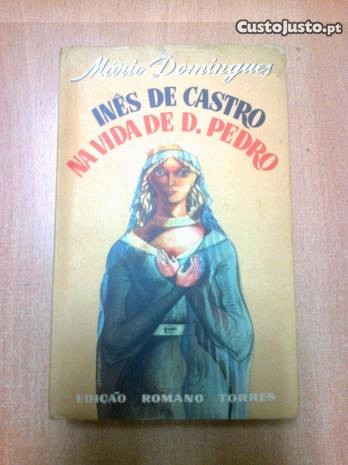 CustoJusto.pt
Mário Domingues
INÊS DE CASTRO
NA VIDA DE D. PEDRO
EDIÇÃO ROMANO TORRES